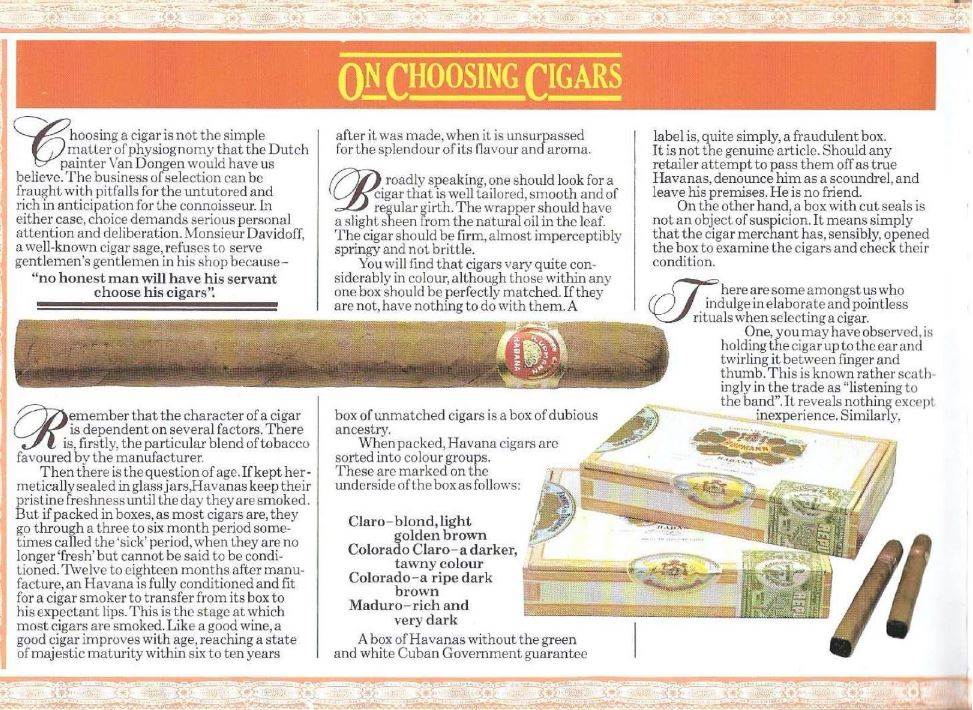 ON CHOOSING CIGARS
Choosing a cigar is not the simple
matter of physiognomy that the Dutch
painter Van Dongen would have us
believe. The business of selection can be
fraught with pitfalls for the untutored and
rich in anticipation for the connoisseur. In
either case, choice demands serious personal
attention and deliberation. Monsieur Davidoff,
a well-known cigar sage, refuses to serve
gentlemen's gentlemen in his shop because–
"no honest man will have his servant
choose his cigars".
Remember that the character of a cigar
is dependent on several factors. There
is, firstly, the particular blend of tobacco
favoured by the manufacturer.
Then there is the question of age. If kept her-
metically sealed in glass jars, Havanas keep their
pristine freshness until the day they are smoked.
But if packed in boxes, as most cigars are, they
go through a three to six month period some-
times called the 'sick' period, when they are no
longer 'fresh' but cannot be said to be condi-
tioned. Twelve to eighteen months after manu-
facture, an Havana is fully conditioned and fit
for a cigar smoker to transfer from its box to
his expectant lips. This is the stage at which
most cigars are smoked. Like a good wine, a
good cigar improves with age, reaching a state
of majestic maturity within six to ten years
after it was made, when it is unsurpassed
for the splendour of its flavour and aroma.
Broadly speaking, one should look for a
cigar that is well tailored, smooth and of
regular girth. The wrapper should have
a slight sheen from the natural oil in the leaf.
The cigar should be firm, almost imperceptibly
springy and not brittle.
You will find that cigars vary quite con-
siderably in colour, although those within any
one box should be perfectly matched. If they
are not, have nothing to do with them. A
box of unmatched cigars is a box of dubious
ancestry.
When packed, Havana cigars are
sorted into colour groups.
These are marked on the
underside of the box as follows:
Claro–blond, light
golden brown
Colorado Claro–a darker,
tawny colour
Colorado–a ripe dark
brown
Maduro–rich and
very dark
A box of Havanas without the green
and white Cuban Government guarantee
label is, quite simply, a fraudulent box.
It is not the genuine article. Should any
retailer attempt to pass them off as true
Havanas, denounce him as a scoundrel, and
leave his premises. He is no friend.
On the other hand, a box with cut seals is
not an object of suspicion. It means simply
that the cigar merchant has, sensibly, opened
the box to examine the cigars and check their
condition.
There are some amongst us who
indulge in elaborate and pointless
rituals when selecting a cigar.
One, you may have observed, is
holding the cigar up to the ear and
twirling it between finger and
thumb. This is known rather scath-
ingly in the trade as "listening to
the band". It reveals nothing except
inexperience. Similarly,
HABANA
UPMANN
HABANA